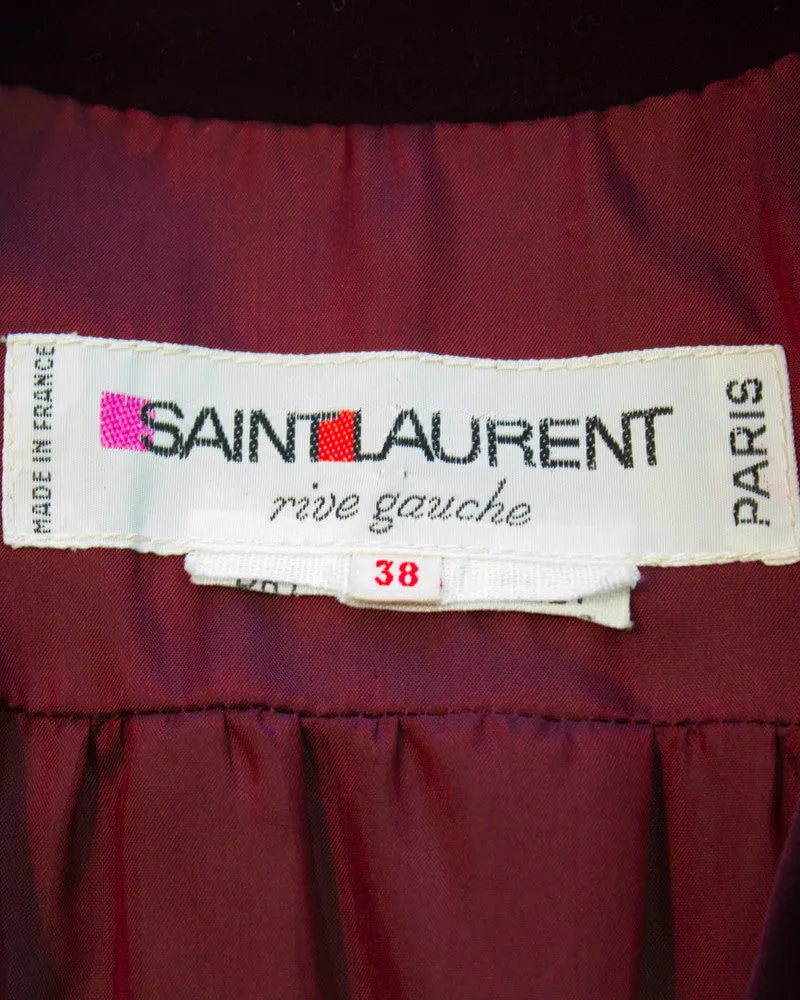 MADE IN FRANCE
SAINT LAURENT
rive gauche
PARIS
38